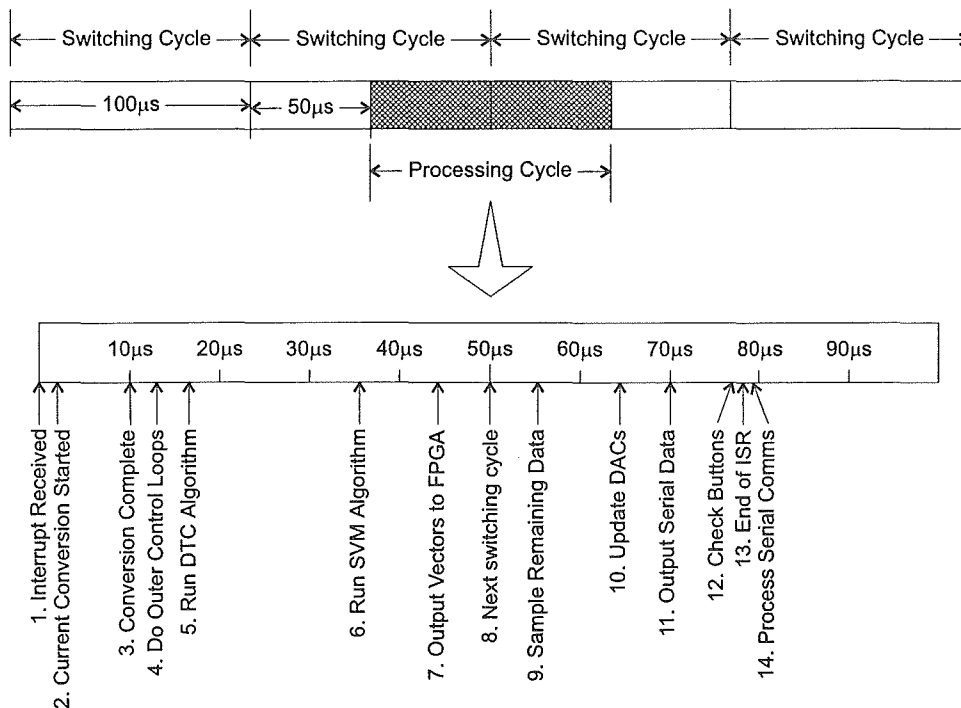 Switching Cycle Switching Cycle Switching Cycle Switching Cycle
100µs 50µs
Processing Cycle
10µs 20µs 30µs 40µs 50µs 60µs 70µs 80µs 90µs
1. Interrupt Received
2. Current Conversion Started
3. Conversion Complete
4. Do Outer Control Loops
5. Run DTC Algorithm
6. Run SVM Algorithm
7. Output Vectors to FPGA
8. Next switching cycle
9. Sample Remaining Data
10. Update DACs
11. Output Serial Data
12. Check Buttons
13. End of ISR
14. Process Serial Comms